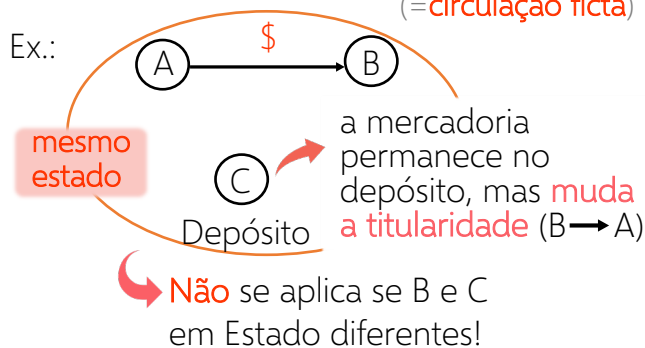 (=circulação ficta)
Ex.:
$
A
B
mesmo
estado
C
Depósito
a mercadoria
permanece no
depósito, mas muda
a titularidade (B→A)
Não se aplica se B e C
em Estado diferentes!